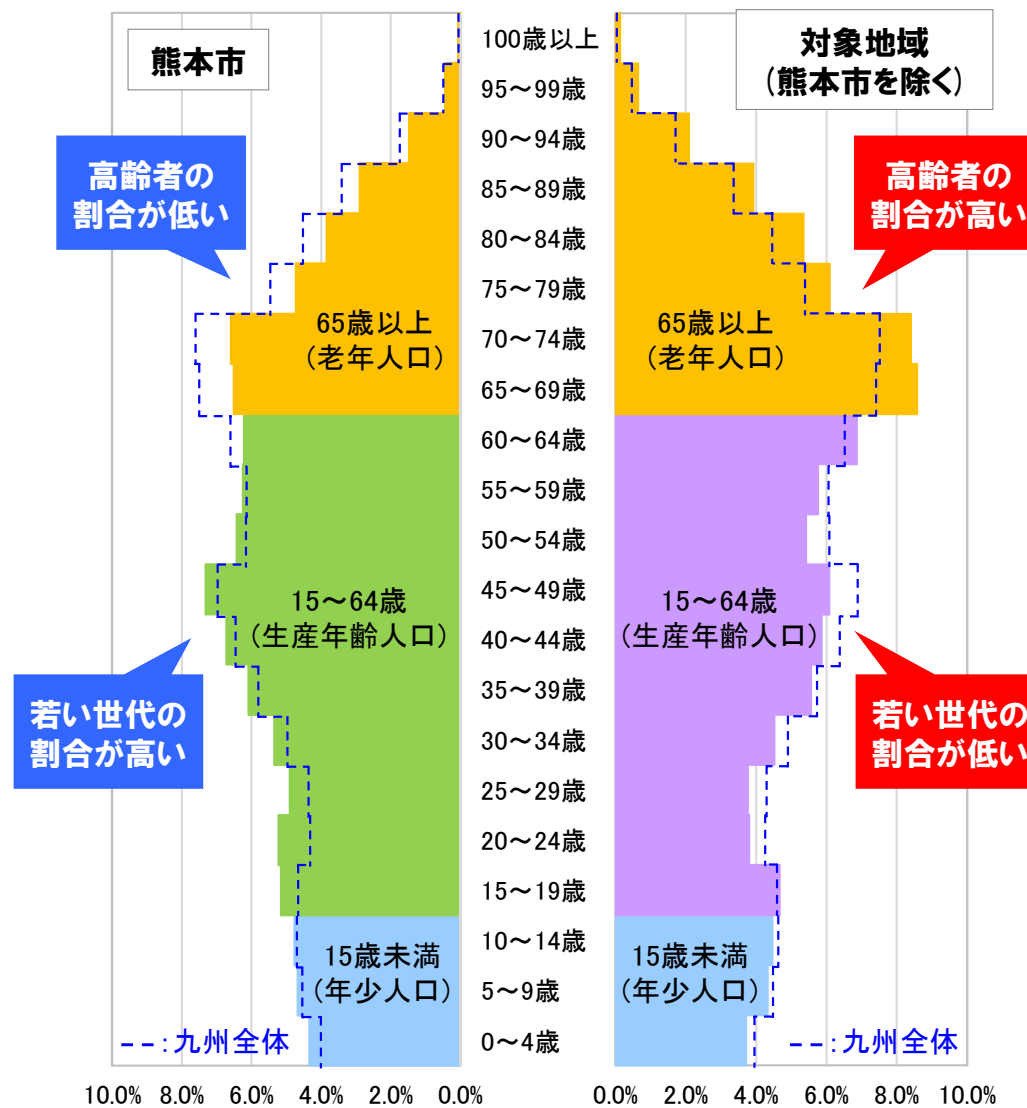 熊本市
対象地域
(熊本市を除く)
高齢者の
割合が低い
高齢者の
割合が高い
若い世代の
割合が高い
若い世代の
割合が低い
100歳以上
95～99歳
90～94歳
85～89歳
80～84歳
75～79歳
70～74歳
65～69歳
60～64歳
55～59歳
50～54歳
45～49歳
40～44歳
35～39歳
30～34歳
25～29歳
20～24歳
15～19歳
10～14歳
5～9歳
0～4歳
65歳以上
(老年人口)
15～64歳
(生産年齢人口)
15歳未満
(年少人口)
65歳以上
(老年人口)
15～64歳
(生産年齢人口)
15歳未満
(年少人口)
--:九州全体
--:九州全体
10.0% 8.0% 6.0% 4.0% 2.0% 0.0%
0.0% 2.0% 4.0% 6.0% 8.0% 10.0%